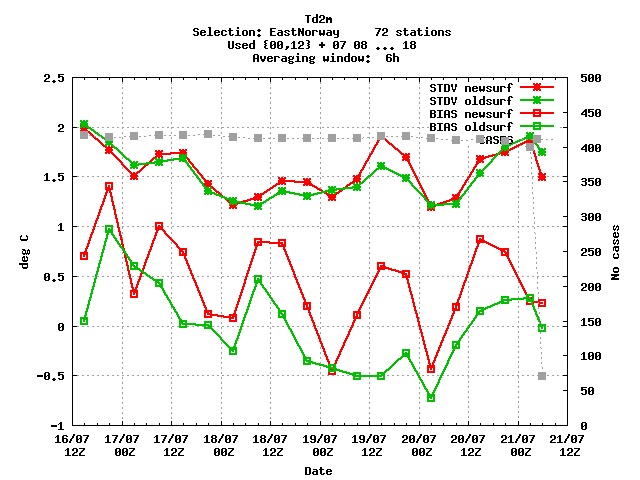 Td2m
Selection: EastNorway     72 stations
Used {00,12} + 07 08 ... 18
Averaging window:  6h
STDV newsurf
STDV oldsurf
BIAS newsurf
BIAS oldsurf
CASES
2.5
2
1.5
1
0.5
0
-0.5
-1
deg C
500
450
400
350
300
250
200
150
100
50
0
No cases
16/07 17/07 17/07 18/07 18/07 19/07 19/07 20/07 20/07 21/07 21/07
12Z 00Z 12Z 00Z 12Z 00Z 12Z 00Z 12Z 00Z 12Z
Date